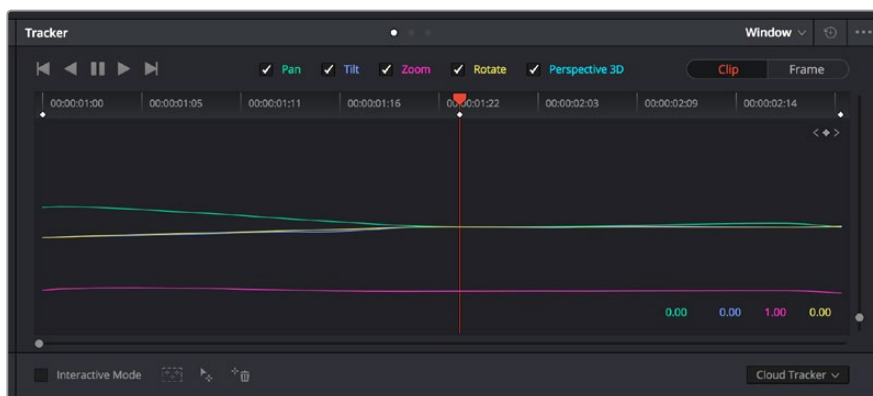 Tracker
Window
Pan Tilt Zoom Rotate Perspective 3D Clip Frame
00:00:01:00 00:00:01:05 00:00:01:11 00:00:01:16 00:00:01:22 00:00:02:03 00:00:02:09 00:00:02:14
0.00 0.00 1.00 0.00
Interactive Mode Cloud Tracker